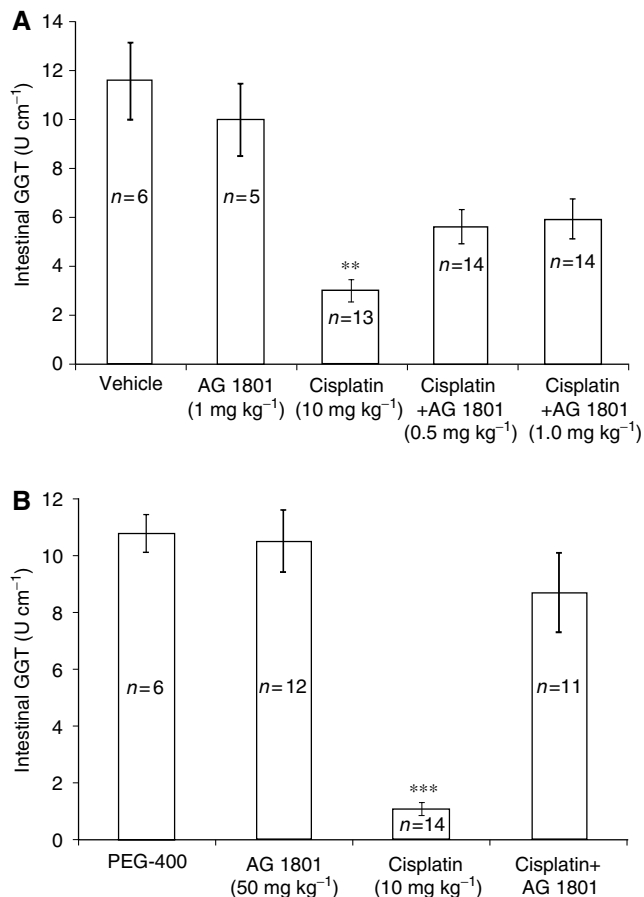 A
Intestinal GGT (U cm⁻¹)
14
12
10
8
6
4
2
0
n=6
n=5
**
n=13
n=14
n=14
Vehicle
AG 1801
(1 mg kg⁻¹)
Cisplatin
(10 mg kg⁻¹)
Cisplatin
+AG 1801
(0.5 mg kg⁻¹)
Cisplatin
+AG 1801
(1.0 mg kg⁻¹)
B
Intestinal GGT (U cm⁻¹)
12
10
8
6
4
2
0
n=6
n=12
***
n=14
n=11
PEG-400
AG 1801
(50 mg kg⁻¹)
Cisplatin
(10 mg kg⁻¹)
Cisplatin+
AG 1801